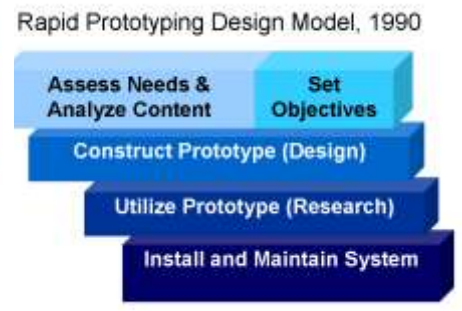 Rapid Prototyping Design Model, 1990
Assess Needs &
Analyze Content
Set
Objectives
Construct Prototype (Design)
Utilize Prototype (Research)
Install and Maintain System